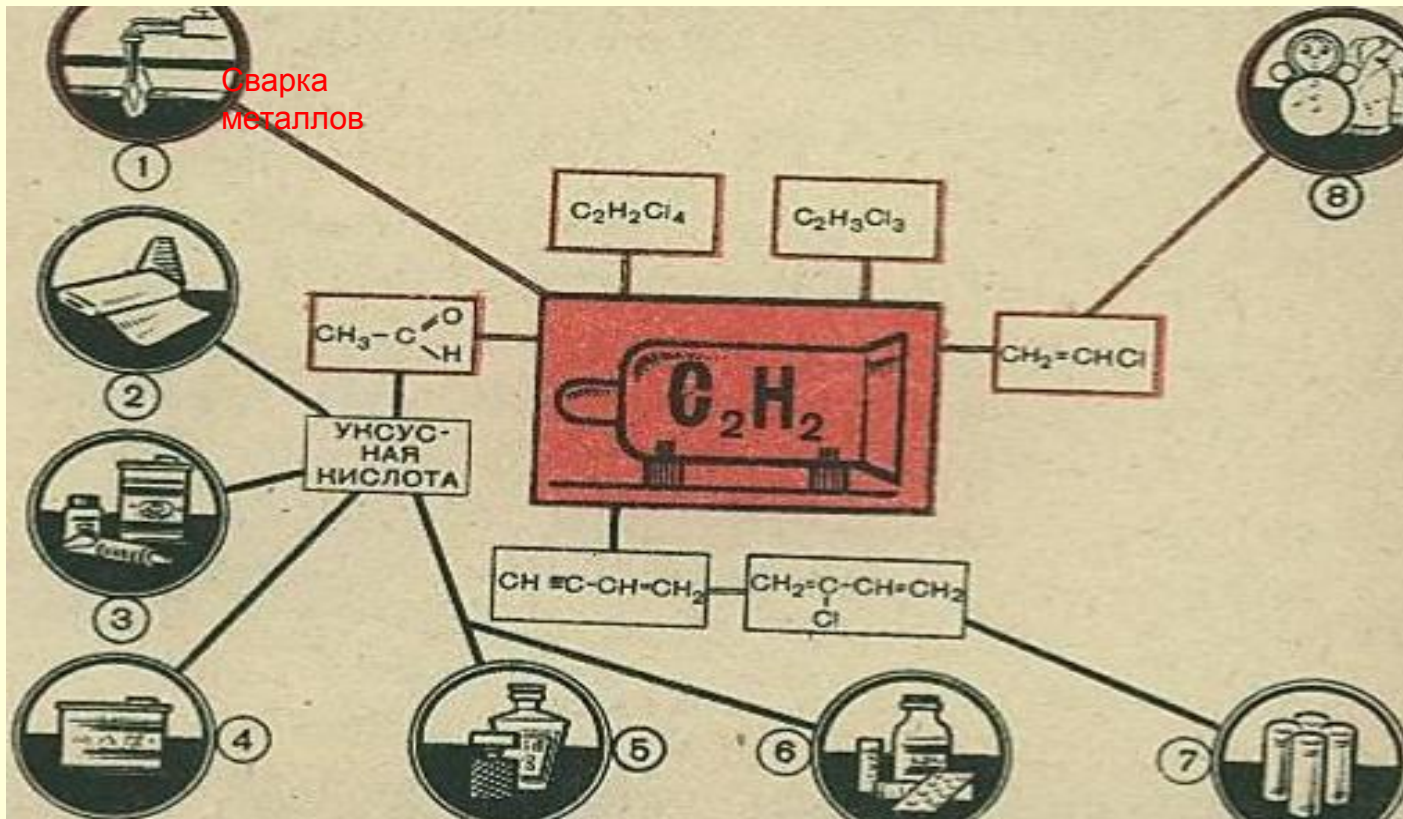 Сварка
металлов
1
8
C₂H₂Cl₄
C₂H₃Cl₃
2
CH₃-C
O
H
CH₂=CHCl
C₂H₂
УКСУС-
НАЯ
КИСЛОТА
CH≡C-CH=CH₂
CH₂=C-CH=CH₂
Cl
3
4
5
6
7